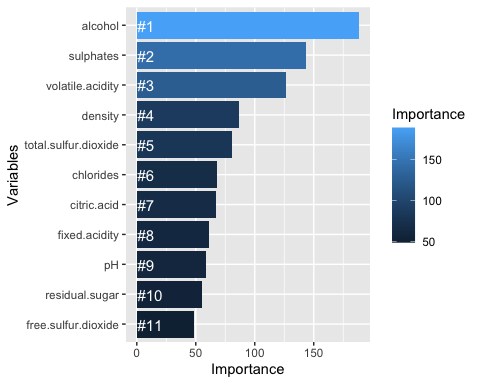 alcohol #1
sulphates #2
volatile.acidity #3
density #4
total.sulfur.dioxide #5
chlorides #6
citric.acid #7
fixed.acidity #8
pH #9
residual.sugar #10
free.sulfur.dioxide #11
Variables
0 50 100 150
Importance
Importance
150
100
50